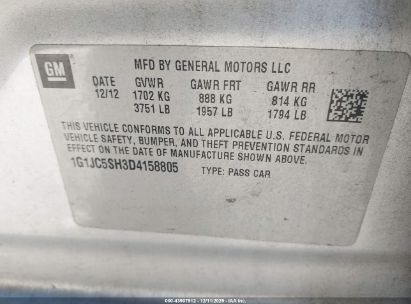 GM
MFD BY GENERAL MOTORS LLC
DATE GVWR GAWR FRT GAWR RR
12/12 1702 KG 888 KG 814 KG
3751 LB 1957 LB 1794 LB
THIS VEHICLE CONFORMS TO ALL APPLICABLE U.S. FEDERAL MOTOR
VEHICLE SAFETY, BUMPER, AND THEFT PREVENTION STANDARDS IN
EFFECT ON THE DATE OF MANUFACTURE SHOWN ABOVE.
1G1JC5SH3D4158805 TYPE: PASS CAR